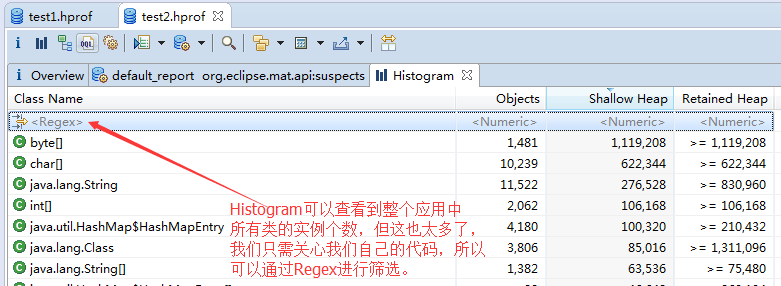 test1.hprof test2.hprof
i OQL
i Overview default_report org.eclipse.mat.api:suspects Histogram
Class Name Objects Shallow Heap Retained Heap
<Regex> <Numeric> <Numeric> <Numeric>
byte[] 1,481 1,119,208 >= 1,119,208
char[] 10,239 622,344 >= 622,344
java.lang.String 11,522 276,528 >= 830,960
int[] 2,062 106,168 >= 106,168
java.util.HashMap$HashMapEntry 4,180 100,320 >= 210,432
java.lang.Class 3,806 85,016 >= 1,311,096
java.lang.String[] 1,382 63,536 >= 75,480
Histogram可以查看到整个应用中
所有类的实例个数，但这也太多了，
我们只需关心我们自己的代码，所以
可以通过Regex进行筛选。